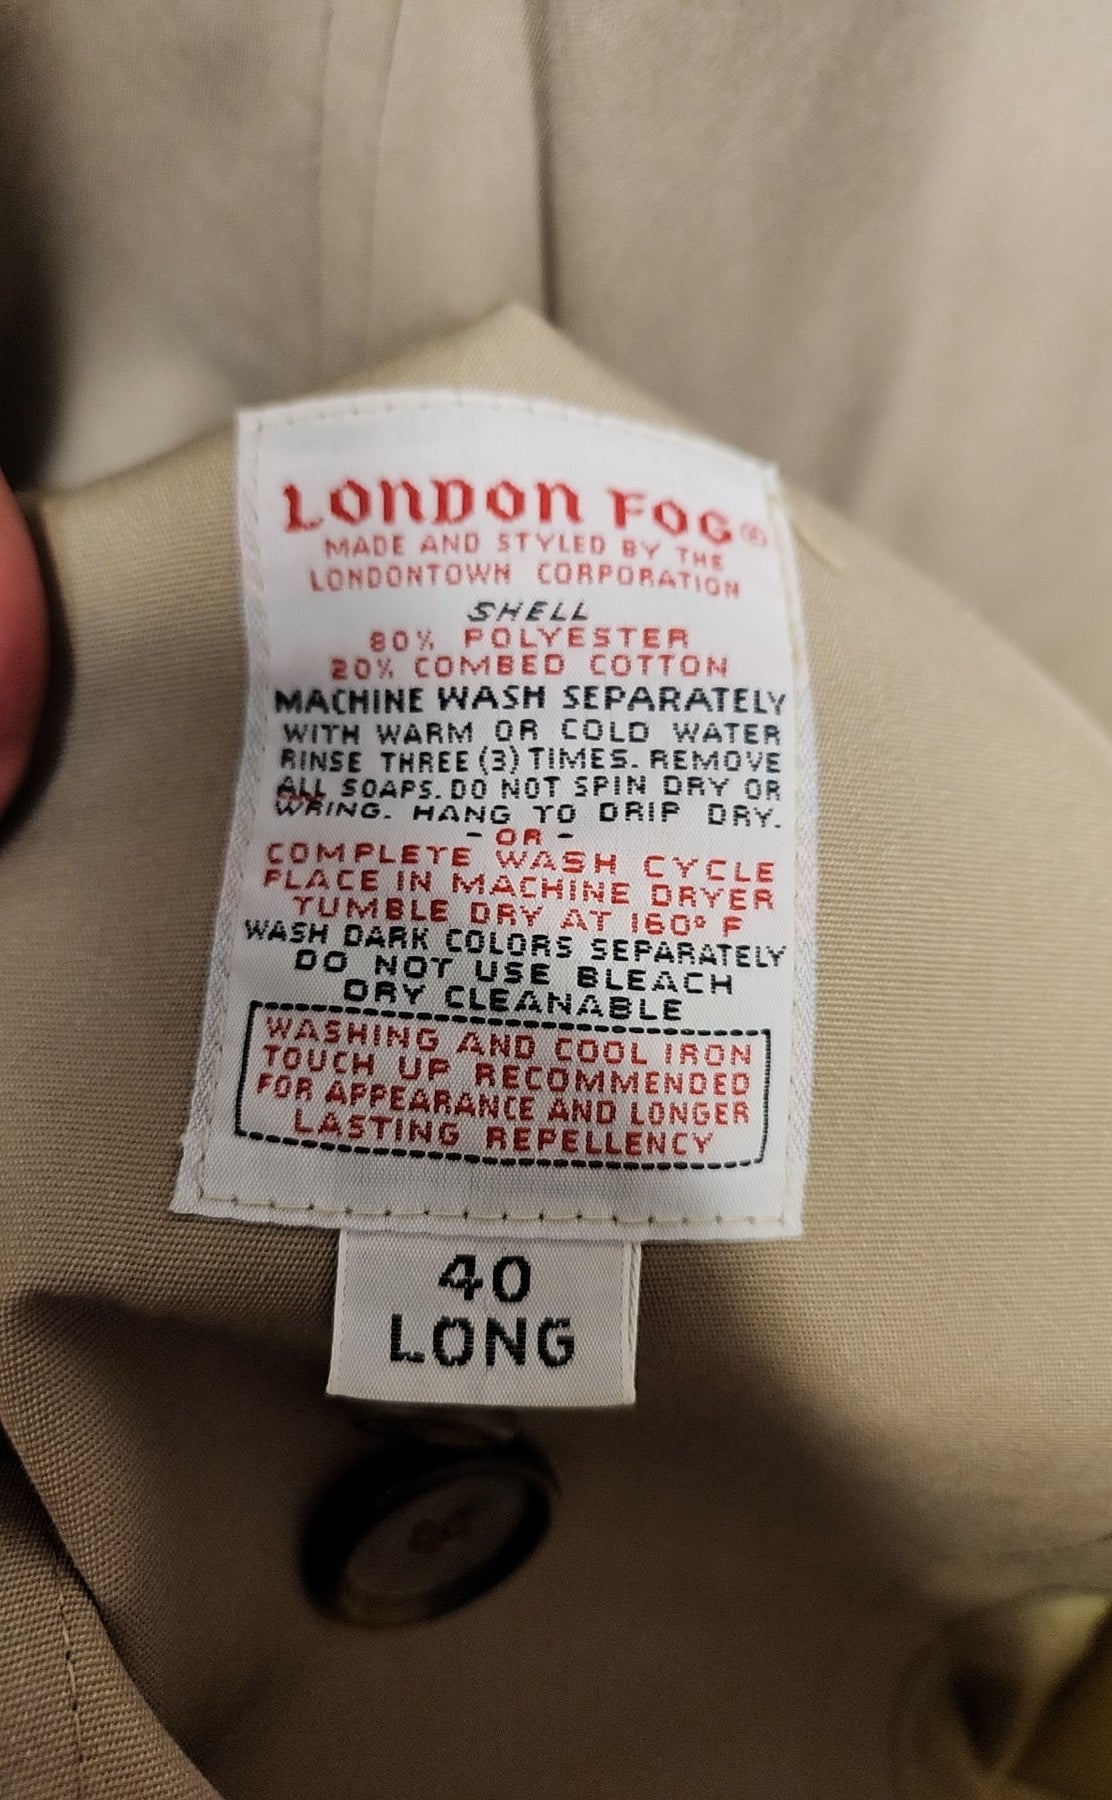 LONDON FOG®
MADE AND STYLED BY THE
LONDONTOWN CORPORATION
SHELL
80% POLYESTER
20% COMBED COTTON
MACHINE WASH SEPARATELY
WITH WARM OR COLD WATER
RINSE THREE (3) TIMES. REMOVE
ALL SOAPS. DO NOT SPIN DRY OR
WRING. HANG TO DRIP DRY.
- OR -
COMPLETE WASH CYCLE
PLACE IN MACHINE DRYER
TUMBLE DRY AT 160° F
WASH DARK COLORS SEPARATELY
DO NOT USE BLEACH
DRY CLEANABLE
WASHING AND COOL IRON
TOUCH UP RECOMMENDED
FOR APPEARANCE AND LONGER
LASTING REPELLENCY
40
LONG